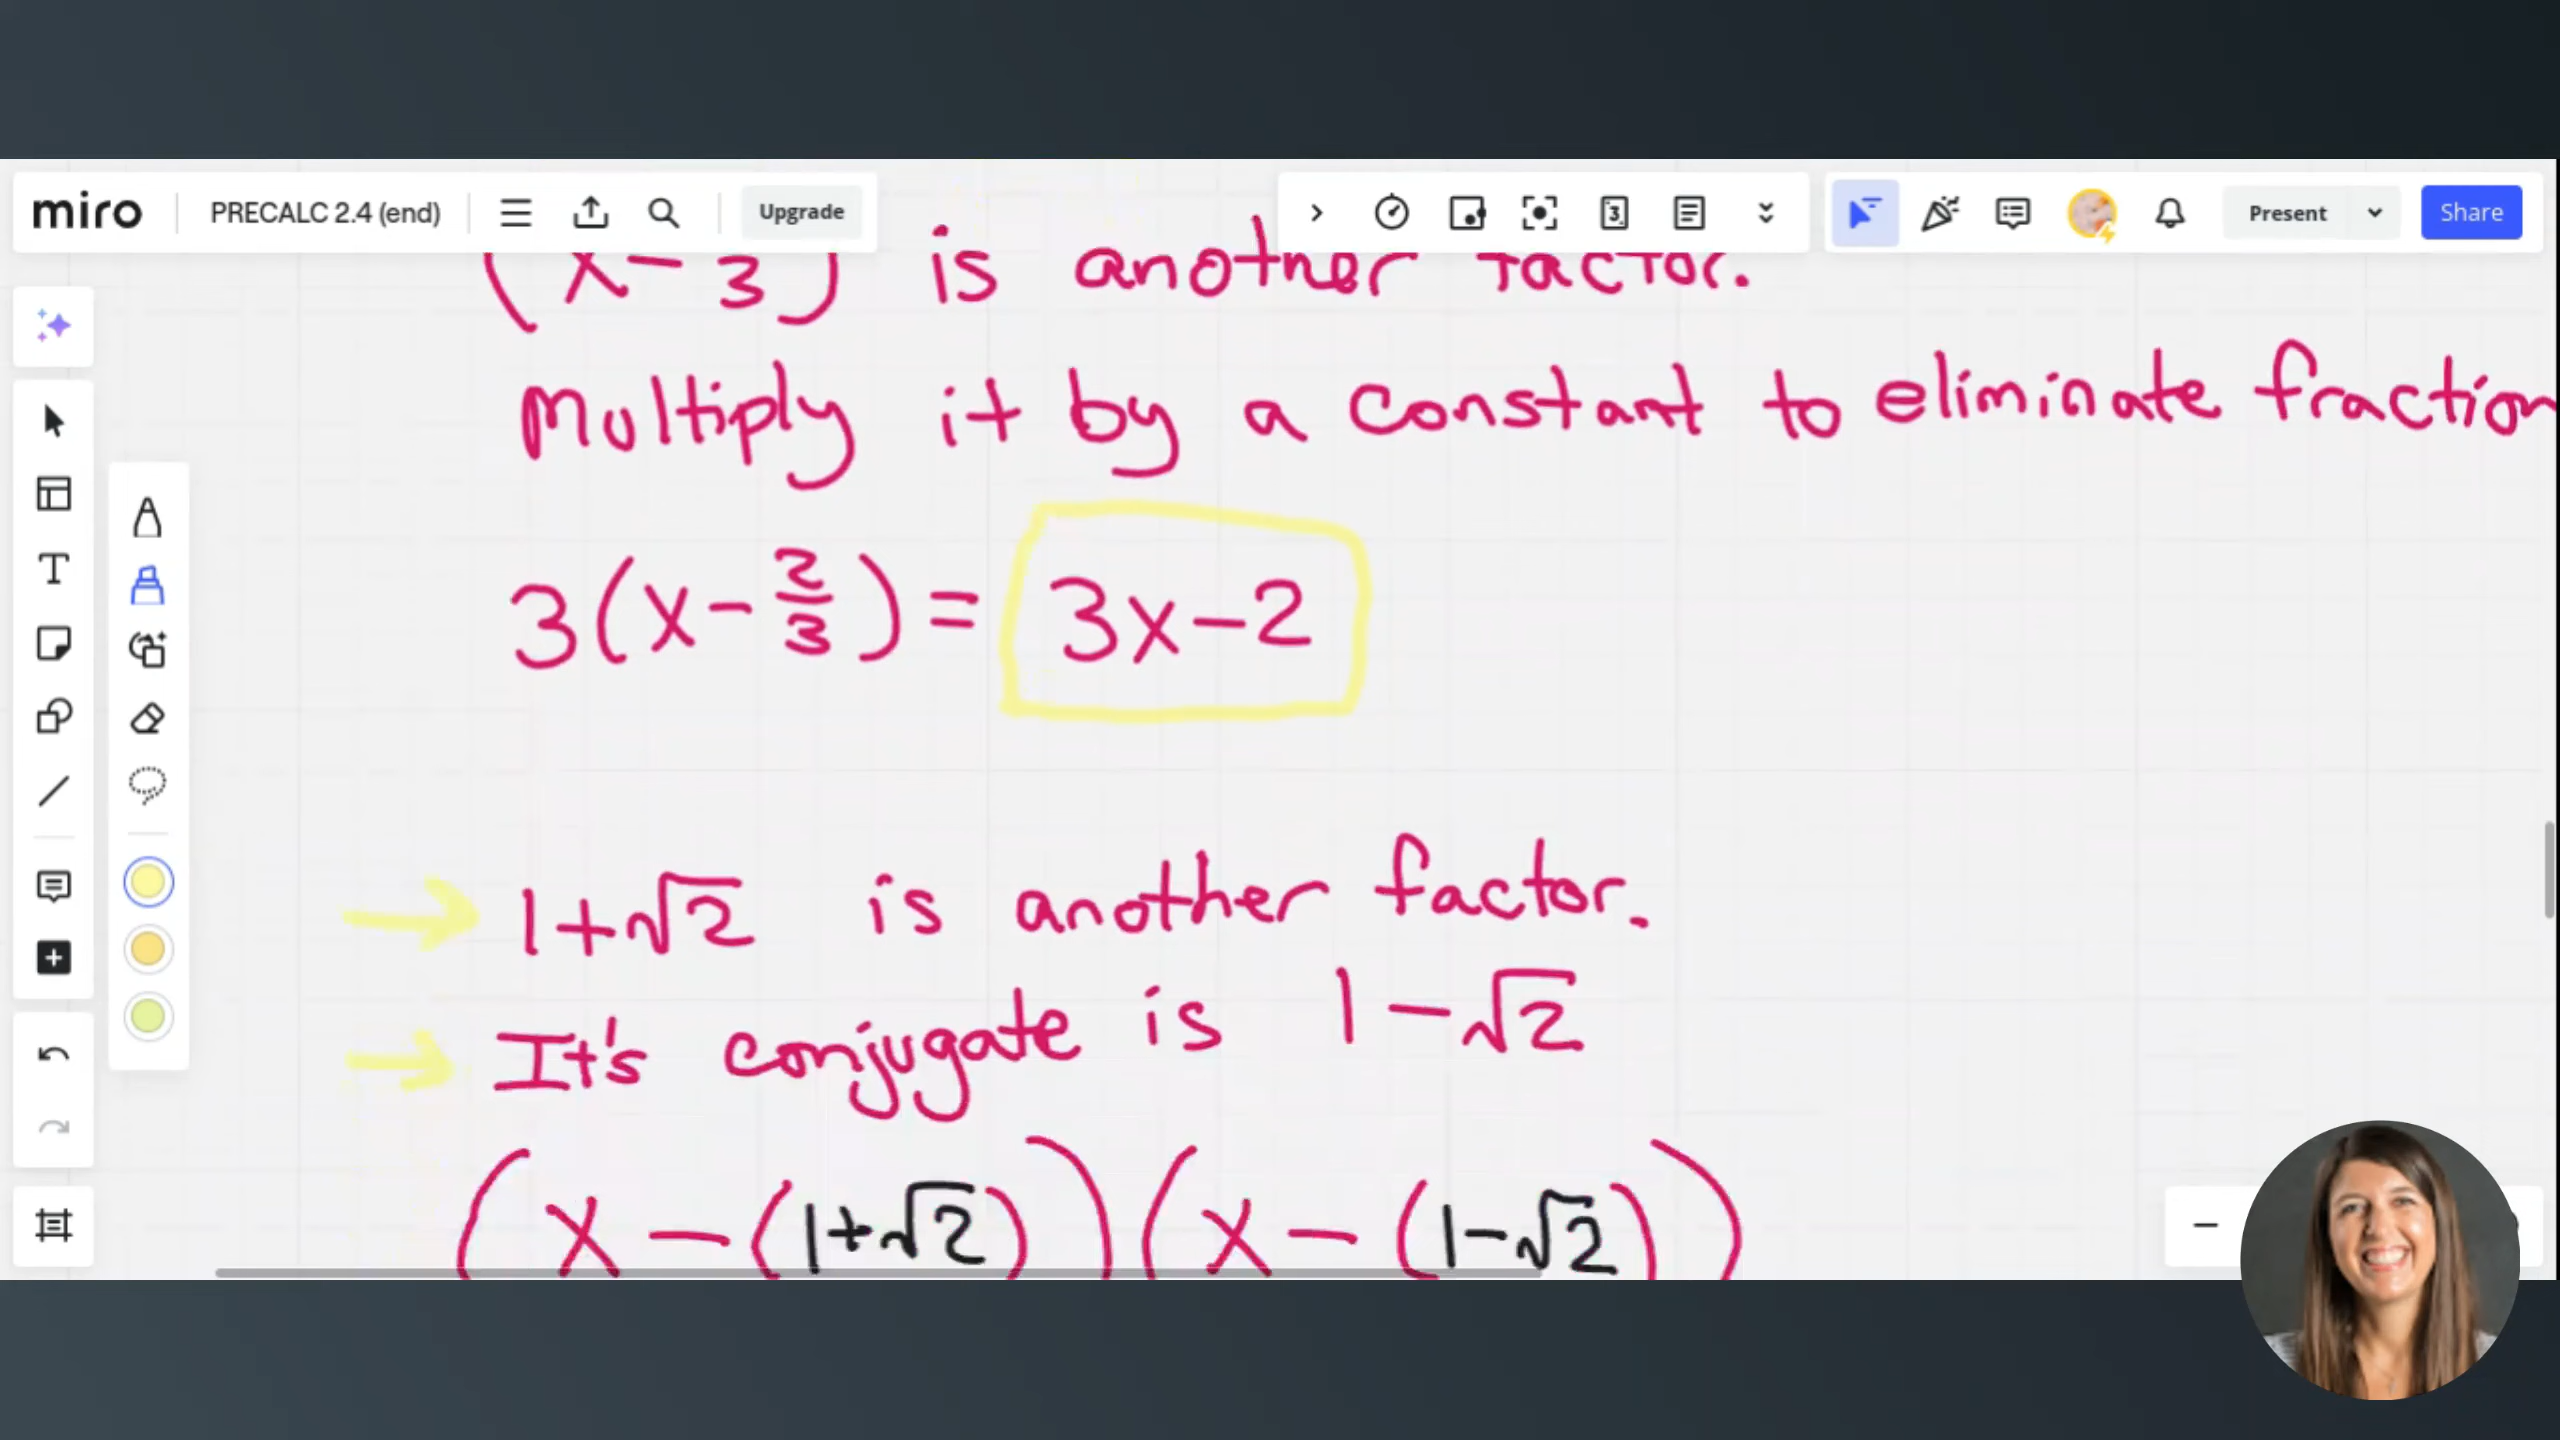 miro
PRECALC 2.4 (end)
Upgrade
3
Present
Share
(x - 3) is another factor.
Multiply it by a constant to eliminate fraction
3(x - 2/3) = 3x-2
1+√2 is another factor.
It's conjugate is 1-√2
(x - (1+√2))(x - (1-√2))